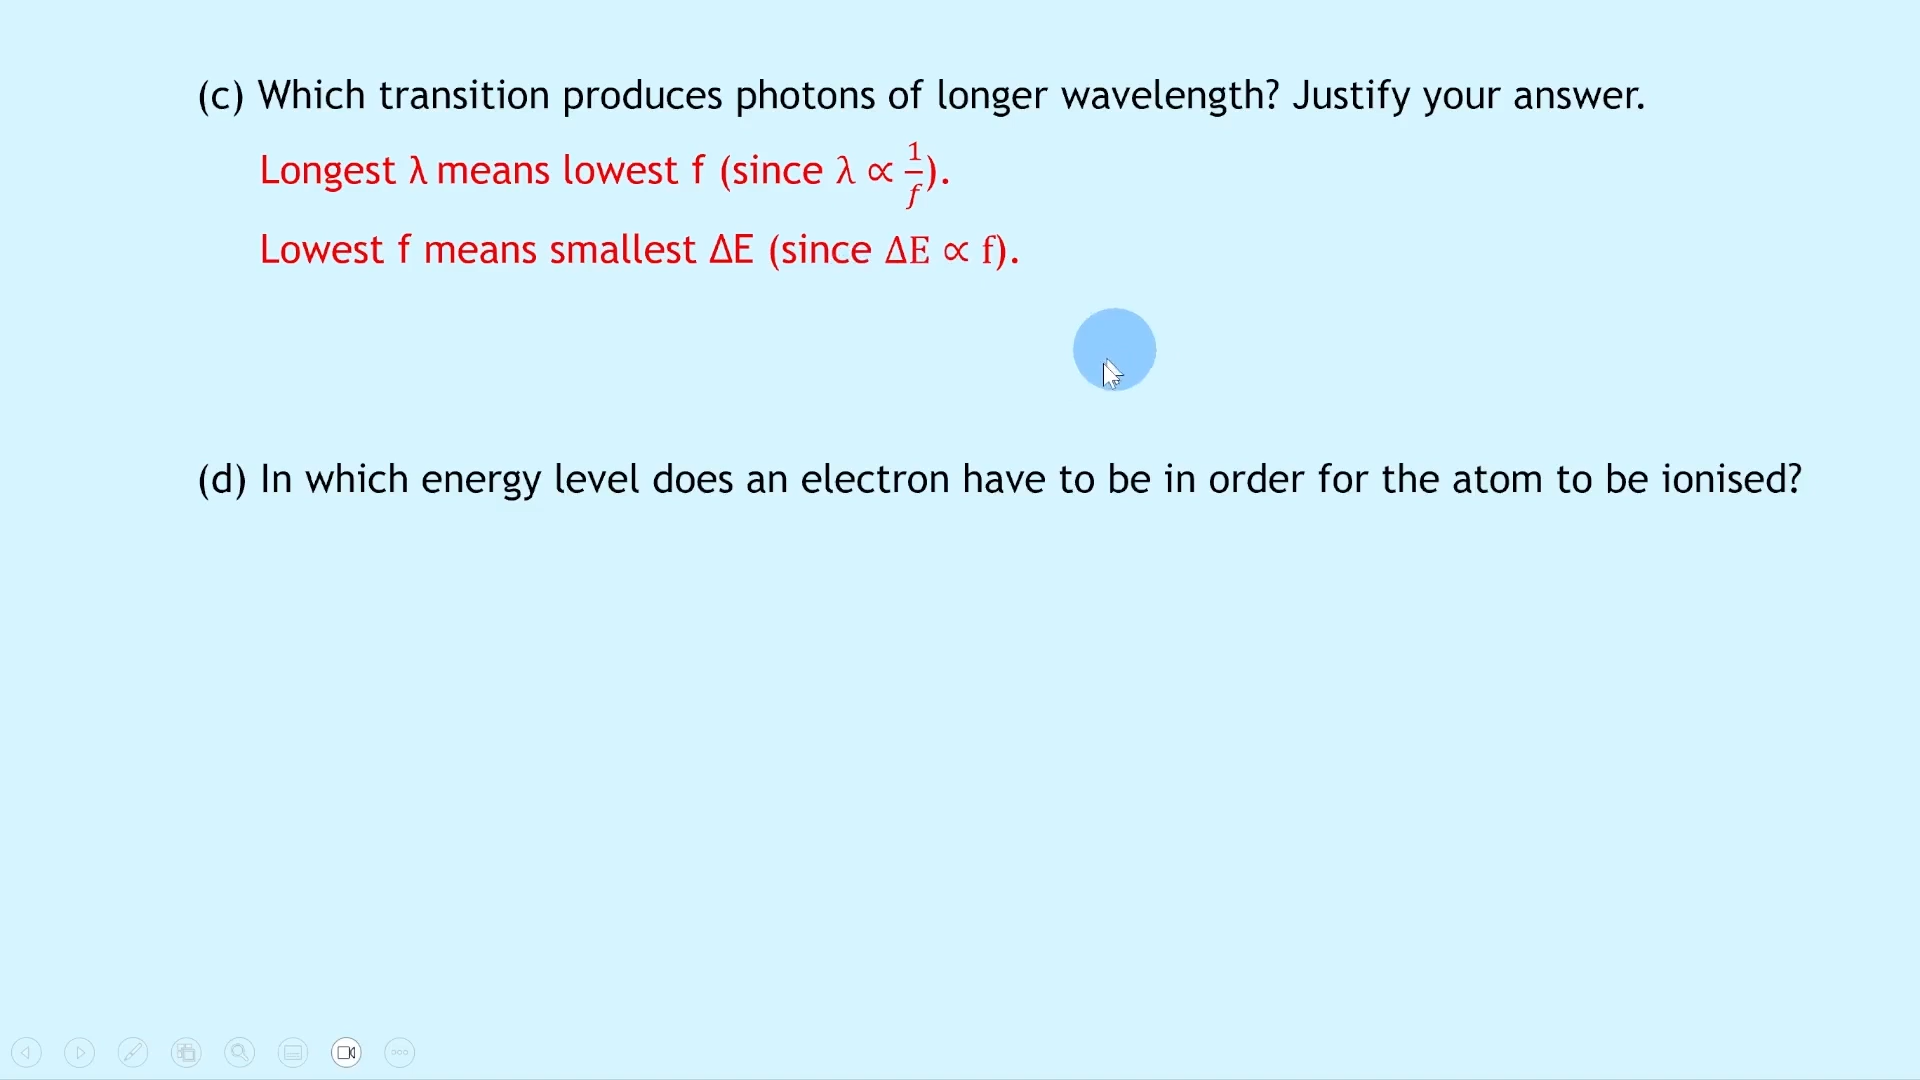 (c) Which transition produces photons of longer wavelength? Justify your answer.
Longest λ means lowest f (since λ ∝ 1/f).
Lowest f means smallest ΔE (since ΔE ∝ f).
(d) In which energy level does an electron have to be in order for the atom to be ionised?